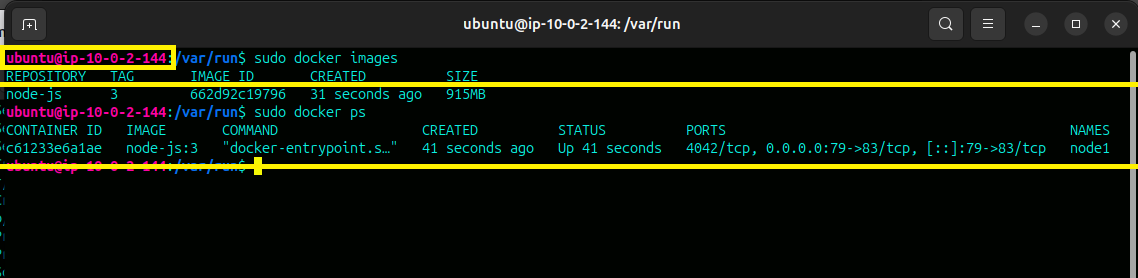 ubuntu@ip-10-0-2-144: /var/run
ubuntu@ip-10-0-2-144:/var/run$ sudo docker images
REPOSITORY TAG IMAGE ID CREATED SIZE
node-js 3 662d92c19796 31 seconds ago 915MB
ubuntu@ip-10-0-2-144:/var/run$ sudo docker ps
CONTAINER ID IMAGE COMMAND CREATED STATUS PORTS NAMES
c61233e6a1ae node-js:3 "docker-entrypoint.s…" 41 seconds ago Up 41 seconds 4042/tcp, 0.0.0.0:79->83/tcp, [::]:79->83/tcp node1
ubuntu@ip-10-0-2-144:/var/run$